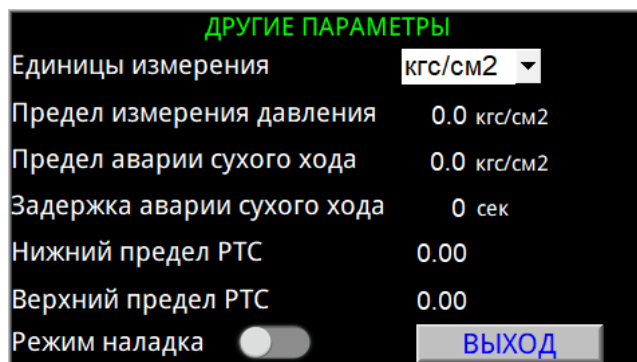 ДРУГИЕ ПАРАМЕТРЫ
Единицы измерения кгс/см2
Предел измерения давления 0.0 кгс/см2
Предел аварии сухого хода 0.0 кгс/см2
Задержка аварии сухого хода 0 сек
Нижний предел РТС 0.00
Верхний предел РТС 0.00
Режим наладка ВЫХОД